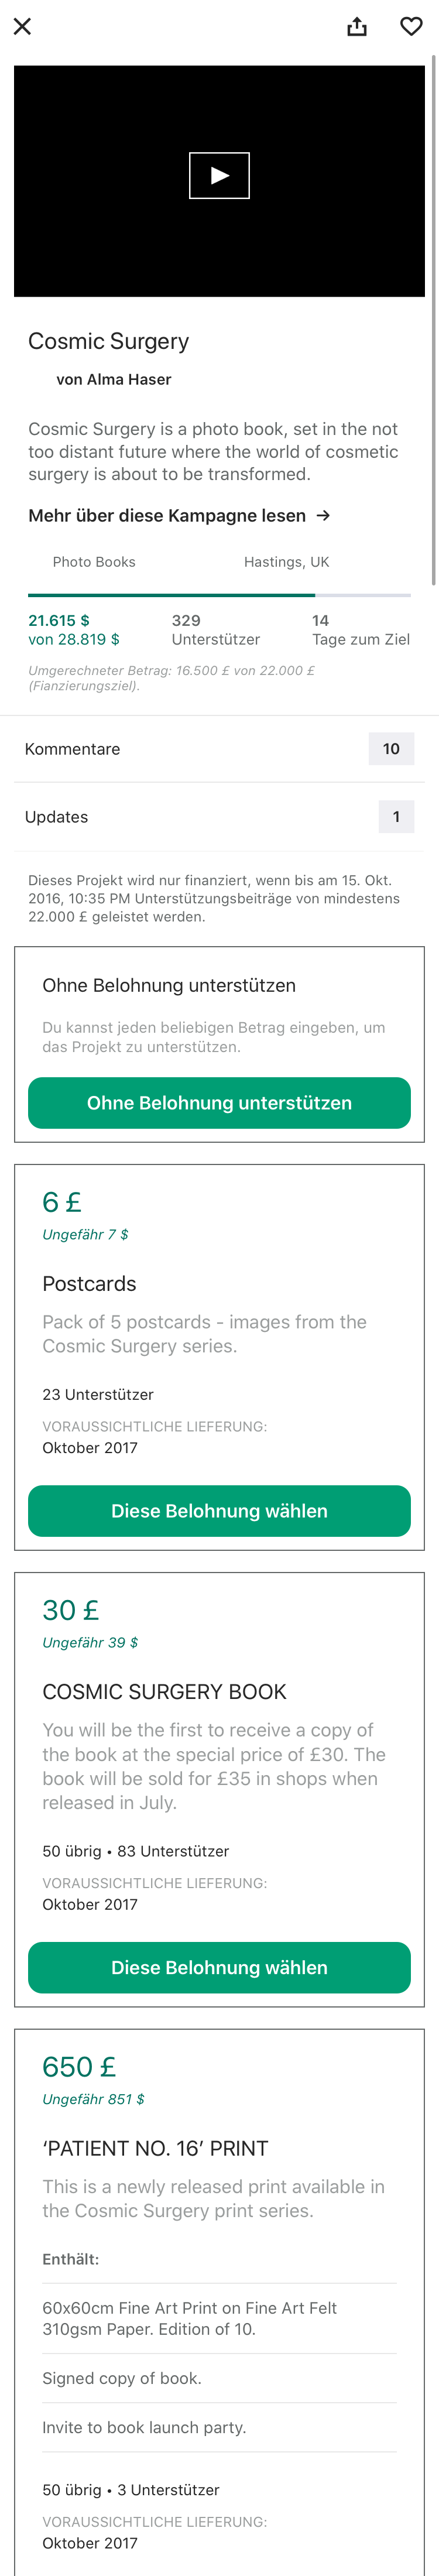 Cosmic Surgery
von Alma Haser
Cosmic Surgery is a photo book, set in the not
too distant future where the world of cosmetic
surgery is about to be transformed.
Mehr über diese Kampagne lesen →
Photo Books Hastings, UK
21.615 $ 329 14
von 28.819 $ Unterstützer Tage zum Ziel
Umgerechneter Betrag: 16.500 £ von 22.000 £
(Fianzierungsziel).
Kommentare 10
Updates 1
Dieses Projekt wird nur finanziert, wenn bis am 15. Okt.
2016, 10:35 PM Unterstützungsbeiträge von mindestens
22.000 £ geleistet werden.
Ohne Belohnung unterstützen
Du kannst jeden beliebigen Betrag eingeben, um
das Projekt zu unterstützen.
Ohne Belohnung unterstützen
6 £
Ungefähr 7 $
Postcards
Pack of 5 postcards - images from the
Cosmic Surgery series.
23 Unterstützer
VORAUSSICHTLICHE LIEFERUNG:
Oktober 2017
Diese Belohnung wählen
30 £
Ungefähr 39 $
COSMIC SURGERY BOOK
You will be the first to receive a copy of
the book at the special price of £30. The
book will be sold for £35 in shops when
released in July.
50 übrig • 83 Unterstützer
VORAUSSICHTLICHE LIEFERUNG:
Oktober 2017
Diese Belohnung wählen
650 £
Ungefähr 851 $
‘PATIENT NO. 16’ PRINT
This is a newly released print available in
the Cosmic Surgery print series.
Enthält:
60x60cm Fine Art Print on Fine Art Felt
310gsm Paper. Edition of 10.
Signed copy of book.
Invite to book launch party.
50 übrig • 3 Unterstützer
VORAUSSICHTLICHE LIEFERUNG:
Oktober 2017